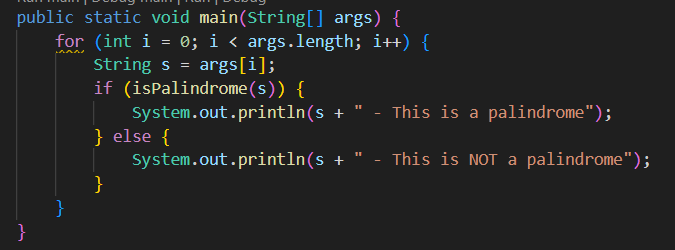 Run main | Debug main | Run | Debug
public static void main(String[] args) {
for (int i = 0; i < args.length; i++) {
String s = args[i];
if (isPalindrome(s)) {
System.out.println(s + " - This is a palindrome");
} else {
System.out.println(s + " - This is NOT a palindrome");
}
}
}